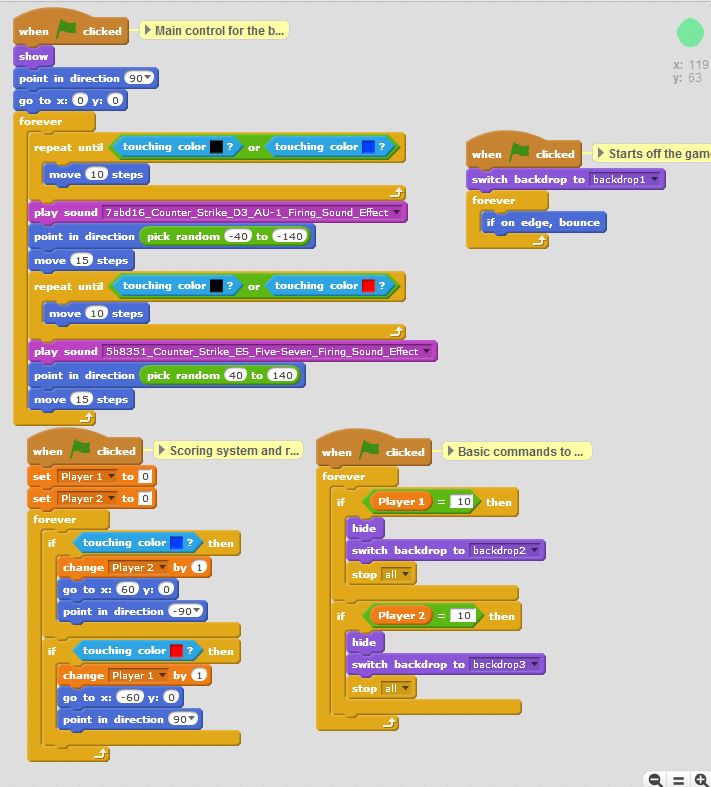 when clicked
Main control for the b...
show
point in direction 90
go to x: 0 y: 0
forever
repeat until touching color ? or touching color ?
move 10 steps
play sound 7abd16_Counter_Strike_D3_AU-1_Firing_Sound_Effect
point in direction pick random -40 to -140
move 15 steps
repeat until touching color ? or touching color ?
move 10 steps
play sound 5b8351_Counter_Strike_ES_Five-Seven_Firing_Sound_Effect
point in direction pick random 40 to 140
move 15 steps
x: 119
y: 63
when clicked
Starts off the game
switch backdrop to backdrop1
forever
if on edge, bounce
when clicked
Scoring system and r...
set Player 1 to 0
set Player 2 to 0
forever
if touching color ? then
change Player 2 by 1
go to x: 60 y: 0
point in direction -90
if touching color ? then
change Player 1 by 1
go to x: -60 y: 0
point in direction 90
when clicked
Basic commands to ...
forever
if Player 1 = 10 then
hide
switch backdrop to backdrop2
stop all
if Player 2 = 10 then
hide
switch backdrop to backdrop3
stop all